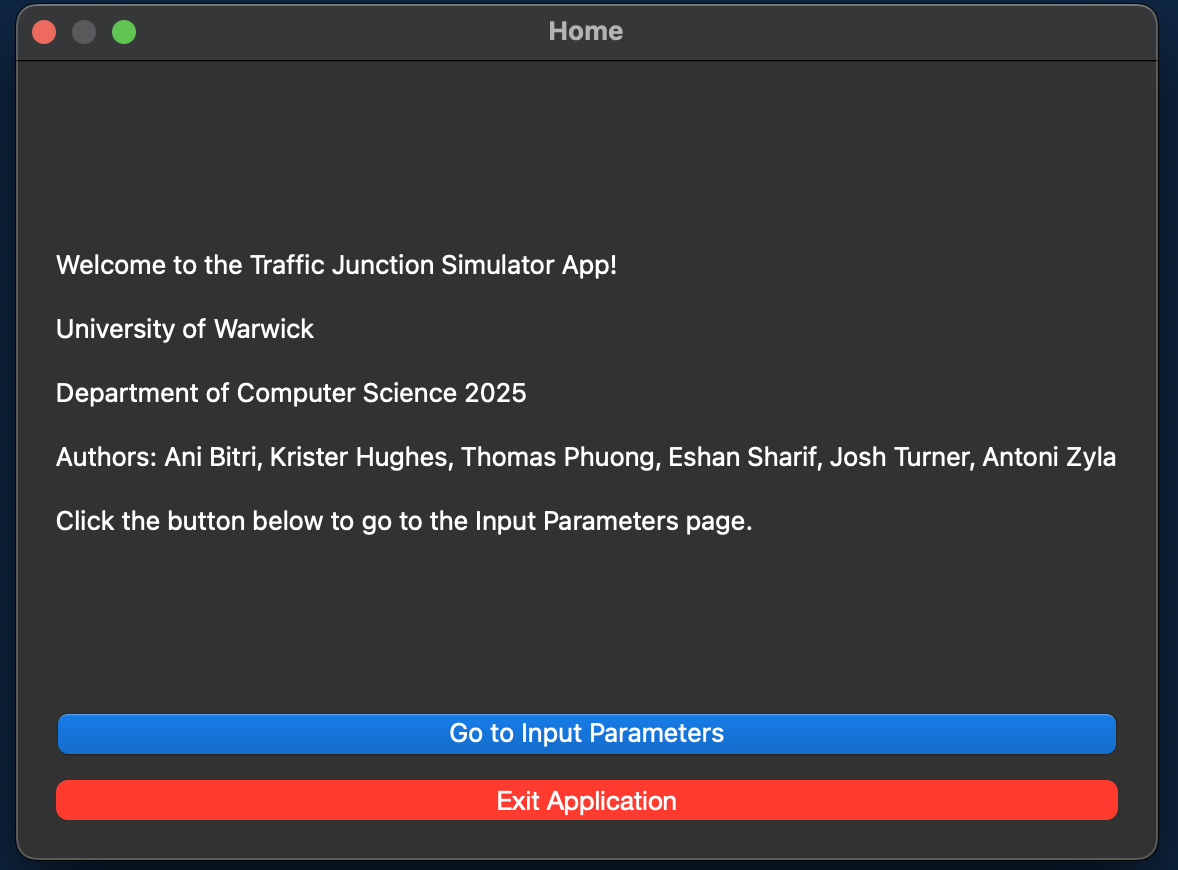 Home
Welcome to the Traffic Junction Simulator App!
University of Warwick
Department of Computer Science 2025
Authors: Ani Bitri, Krister Hughes, Thomas Phuong, Eshan Sharif, Josh Turner, Antoni Zyla
Click the button below to go to the Input Parameters page.
Go to Input Parameters
Exit Application